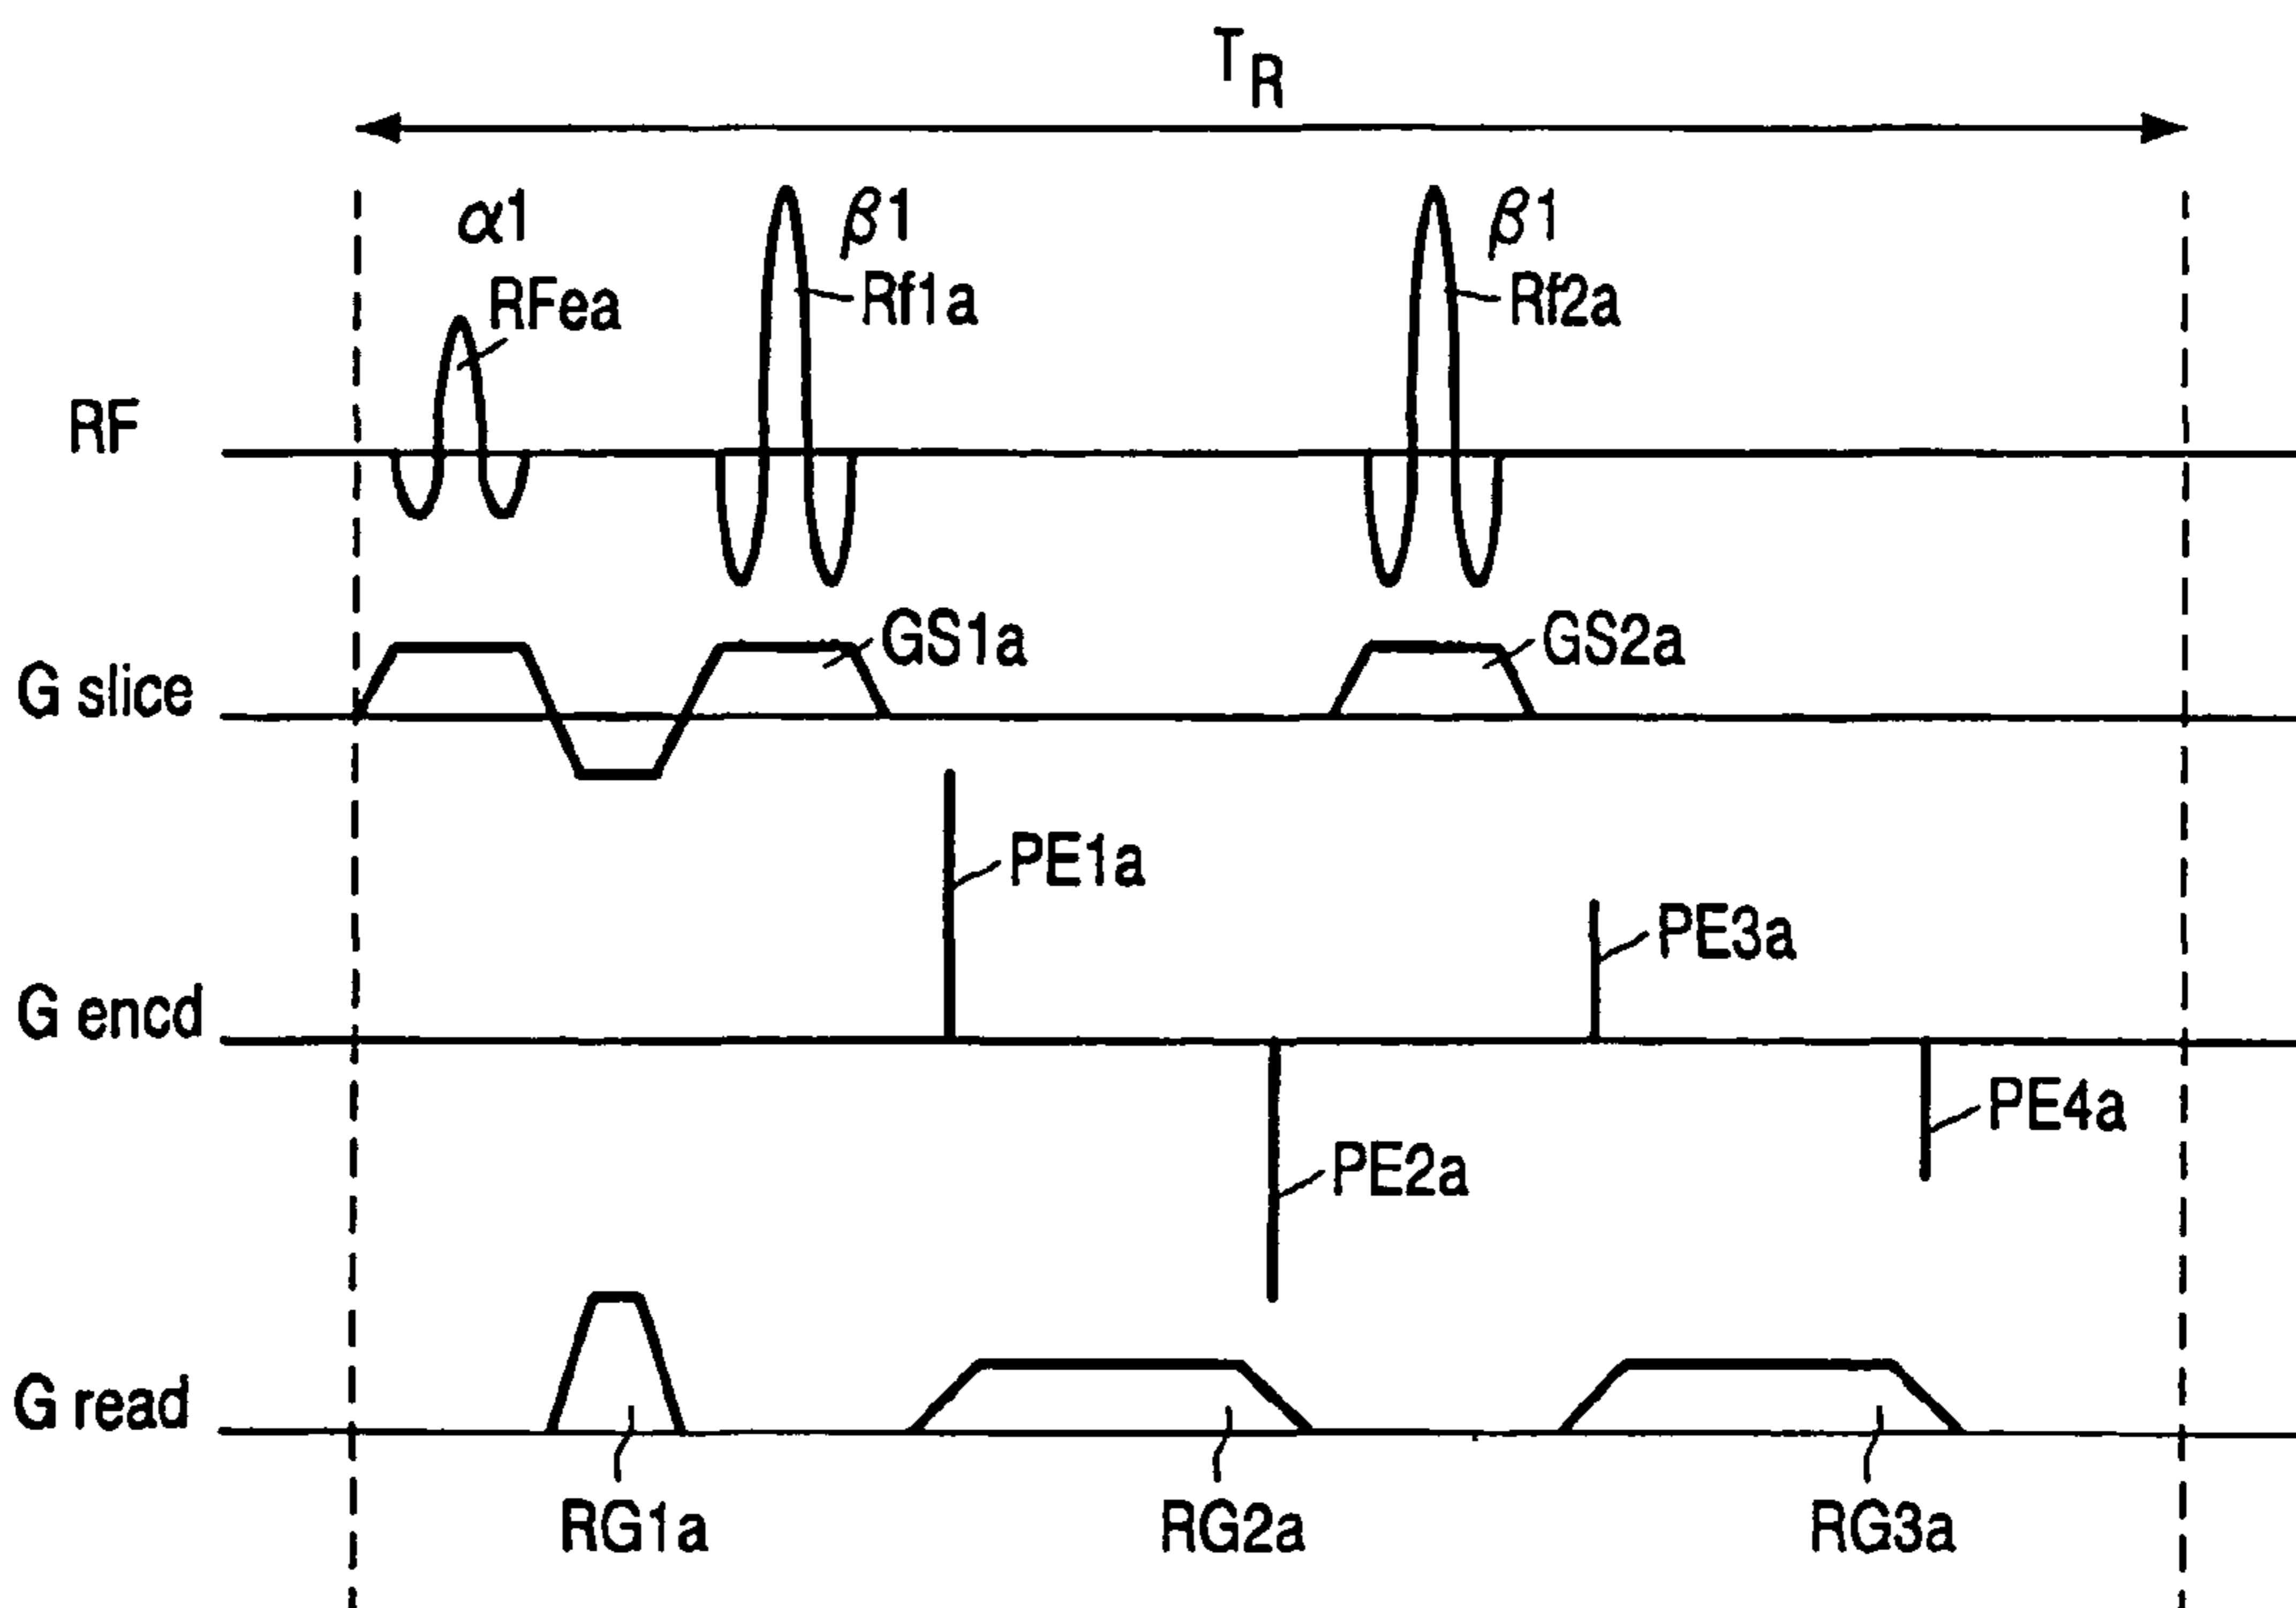 TR
α1
β1
β1
RFea
Rf1a
Rf2a
RF
GS1a
GS2a
G slice
PE1a
PE3a
G encd
PE4a
PE2a
G read
RG1a
RG2a
RG3a